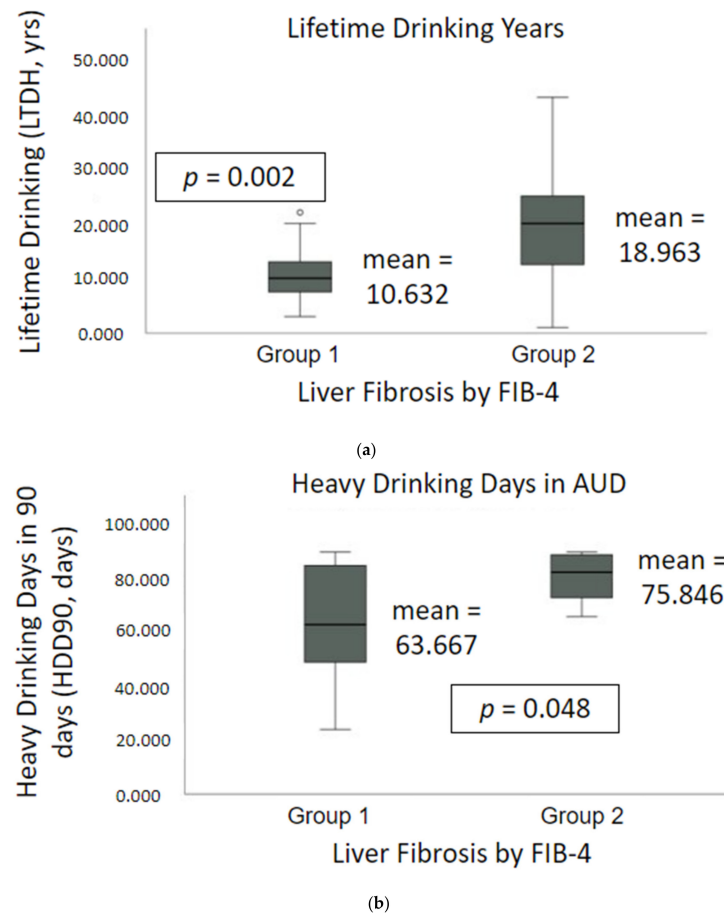 Lifetime Drinking Years
Lifetime Drinking (LTDH, yrs)
50.000
40.000
30.000
20.000
10.000
0.000
p = 0.002
mean =
10.632
mean =
18.963
Group 1
Group 2
Liver Fibrosis by FIB-4
(a)
Heavy Drinking Days in AUD
Heavy Drinking Days in 90
days (HDD90, days)
100.000
80.000
60.000
40.000
20.000
0.000
mean =
63.667
mean =
75.846
p = 0.048
Group 1
Group 2
Liver Fibrosis by FIB-4
(b)